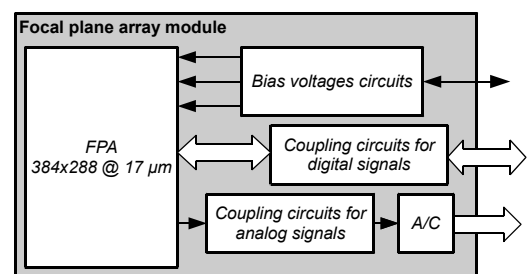 Focal plane array module
Bias voltages circuits
FPA
384x288 @ 17 µm
Coupling circuits for
digital signals
Coupling circuits for
analog signals
A/C